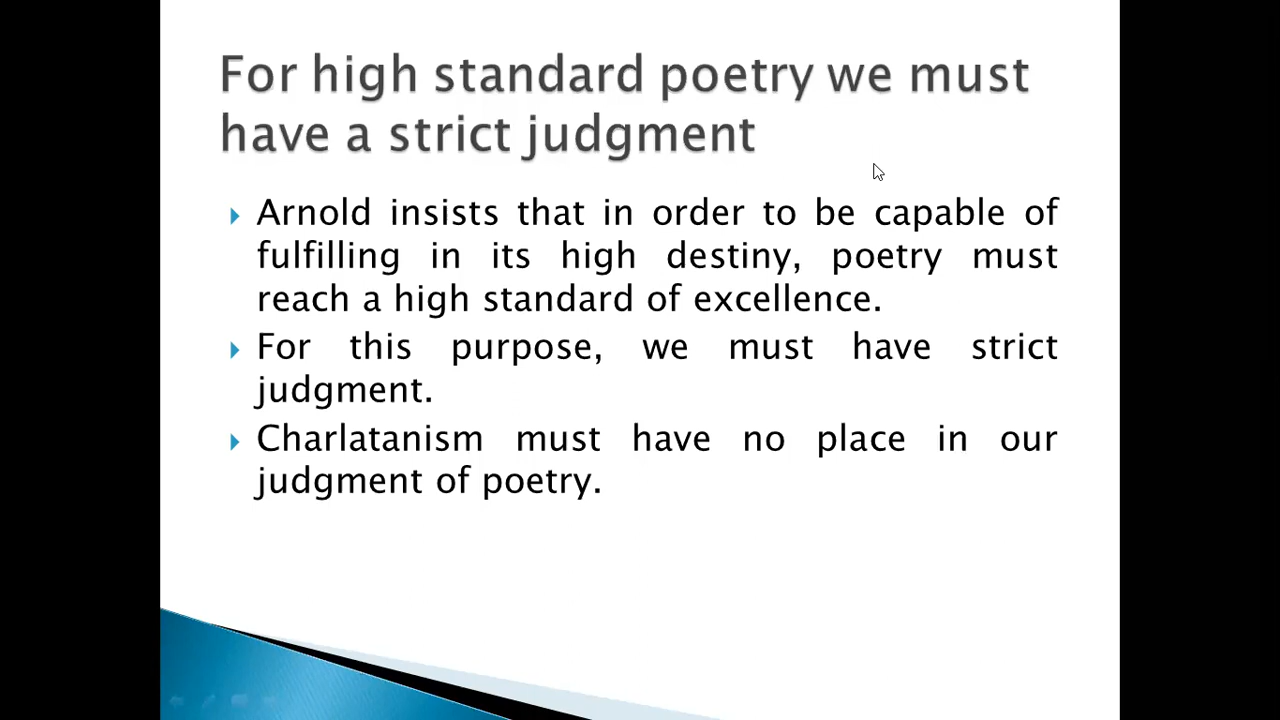 For high standard poetry we must
have a strict judgment
Arnold insists that in order to be capable of
fulfilling in its high destiny, poetry must
reach a high standard of excellence.
For this purpose, we must have strict
judgment.
Charlatanism must have no place in our
judgment of poetry.